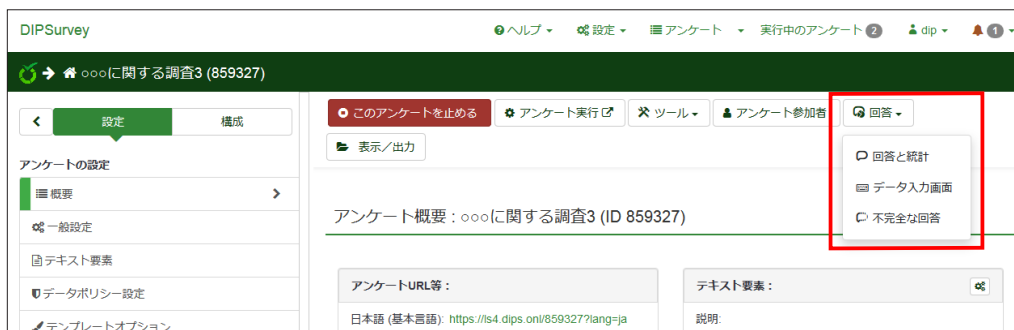 DIPSurvey ヘルプ 設定 アンケート 実行中のアンケート 2 dip 1
○○○に関する調査3 (859327)
設定 構成
アンケートの設定
概要
一般設定
テキスト要素
データポリシー設定
テンプレートオプション
このアンケートを止める アンケート実行 ツール アンケート参加者 回答
表示／出力
回答と統計
データ入力画面
不完全な回答
アンケート概要 : ○○○に関する調査3 (ID 859327)
アンケートURL等 :
日本語 (基本言語): https://ls4.dips.onl/859327?lang=ja
テキスト要素 :
説明: